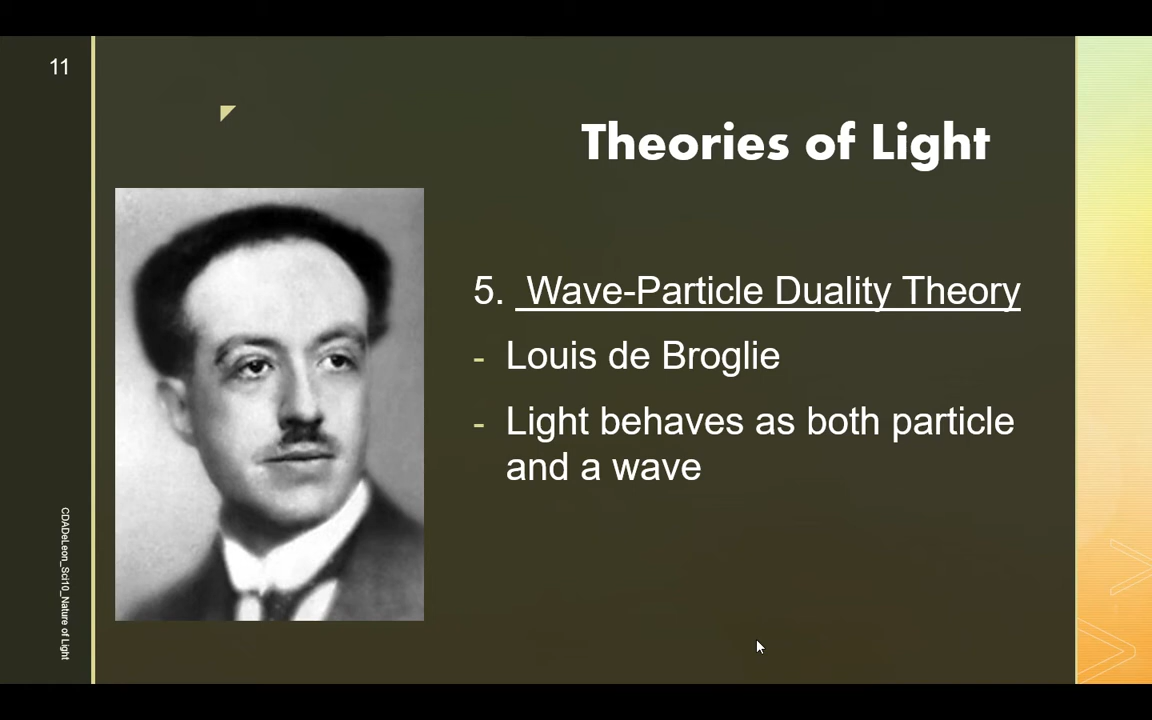 11
Theories of Light
5. Wave-Particle Duality Theory
- Louis de Broglie
- Light behaves as both particle
and a wave
CDADeLeon_Sci10_Nature of Light